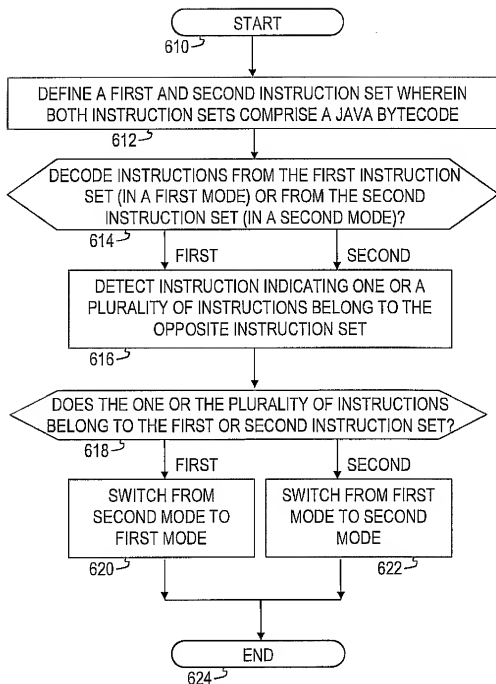 START
610
DEFINE A FIRST AND SECOND INSTRUCTION SET WHEREIN
BOTH INSTRUCTION SETS COMPRISE A JAVA BYTECODE
612
DECODE INSTRUCTIONS FROM THE FIRST INSTRUCTION
SET (IN A FIRST MODE) OR FROM THE SECOND
INSTRUCTION SET (IN A SECOND MODE)?
614
FIRST
SECOND
DETECT INSTRUCTION INDICATING ONE OR A
PLURALITY OF INSTRUCTIONS BELONG TO THE
OPPOSITE INSTRUCTION SET
616
DOES THE ONE OR THE PLURALITY OF INSTRUCTIONS
BELONG TO THE FIRST OR SECOND INSTRUCTION SET?
618
FIRST
SECOND
SWITCH FROM
SECOND MODE TO
FIRST MODE
620
SWITCH FROM FIRST
MODE TO SECOND
MODE
622
END
624